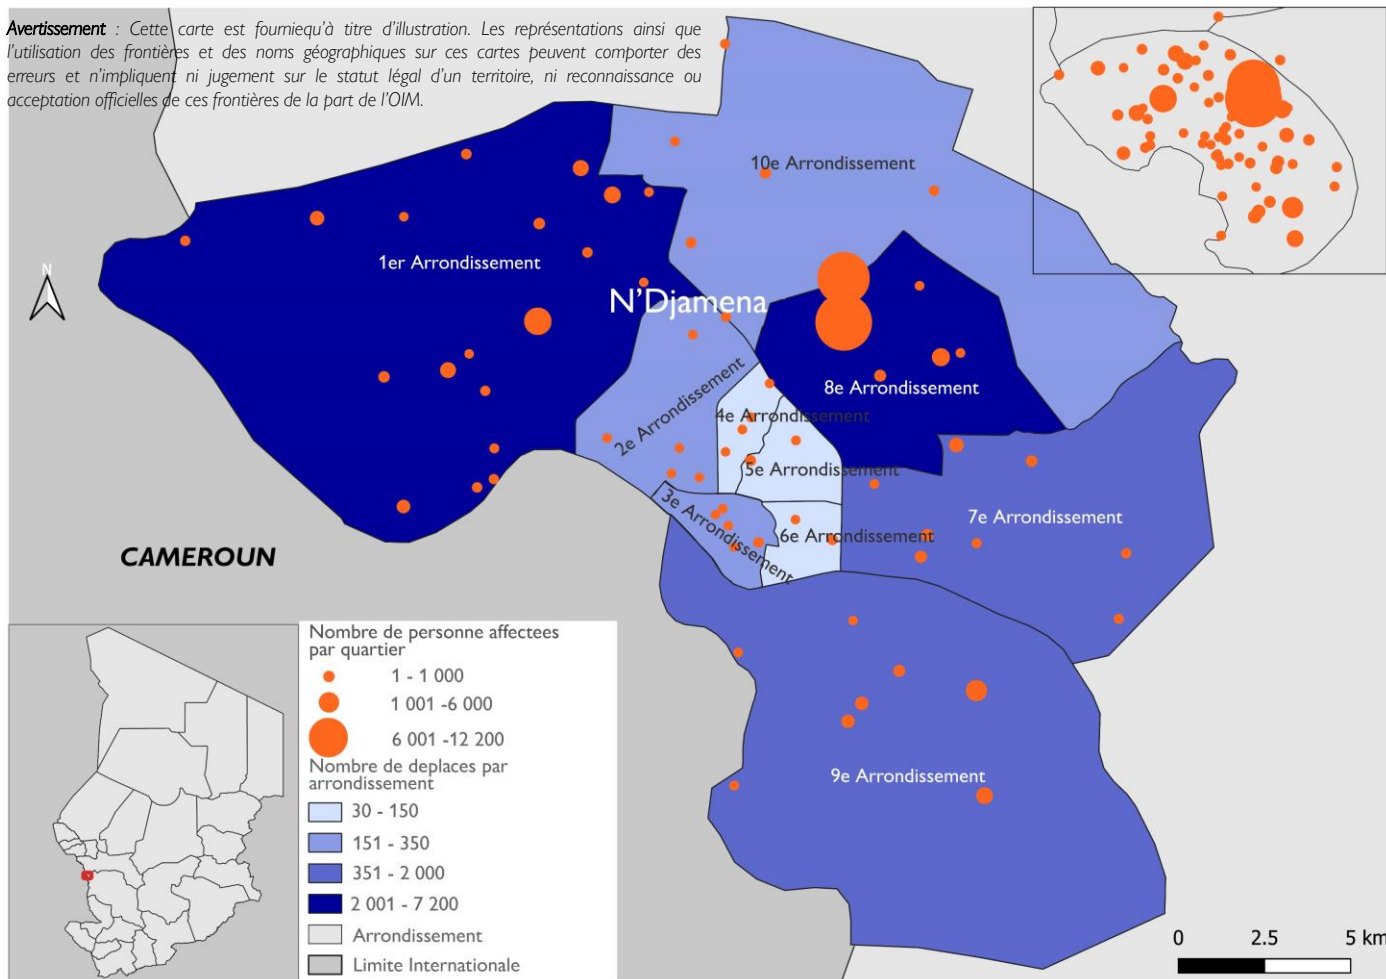 Avertissement : Cette carte est fourniequ’à titre d’illustration. Les représentations ainsi que
l’utilisation des frontières et des noms géographiques sur ces cartes peuvent comporter des
erreurs et n’impliquent ni jugement sur le statut légal d’un territoire, ni reconnaissance ou
acceptation officielles de ces frontières de la part de l’OIM.
10e Arrondissement
1er Arrondissement
N
N’Djamena
2e Arrondissement
8e Arrondissement
4e Arrondissement
5e Arrondissement
3e Arrondissement
7e Arrondissement
6e Arrondissement
CAMEROUN
9e Arrondissement
Nombre de personne affectees
par quartier
1 - 1 000
1 001 -6 000
6 001 -12 200
Nombre de deplaces par
arrondissement
30 - 150
151 - 350
351 - 2 000
2 001 - 7 200
Arrondissement
Limite Internationale
0 2.5 5 km